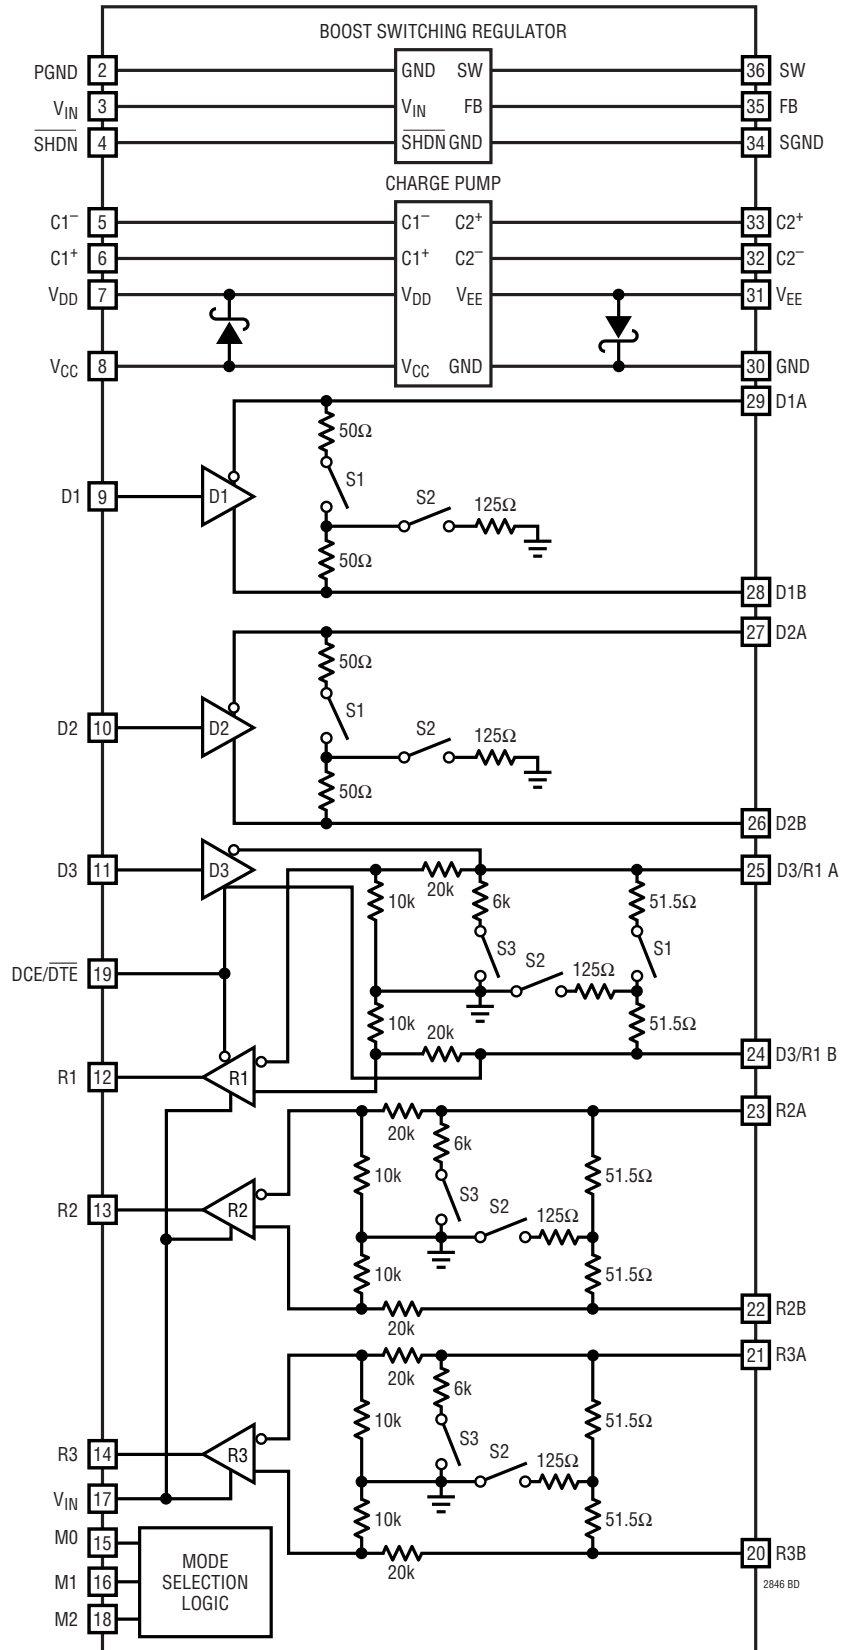 BOOST SWITCHING REGULATOR
PGND 2 GND SW 36 SW
VIN 3 VIN FB 35 FB
SHDN 4 SHDN GND 34 SGND
CHARGE PUMP
C1– 5 C1– C2+ 33 C2+
C1+ 6 C1+ C2– 32 C2–
VDD 7 VDD VEE 31 VEE
VCC 8 VCC GND 30 GND
29 D1A
50Ω
S1
D1 9 D1 S2 125Ω
50Ω
28 D1B
27 D2A
50Ω
S1
D2 10 D2 S2 125Ω
50Ω
26 D2B
D3 11 D3 25 D3/R1 A
20k
10k 6k 51.5Ω
S3 S2 125Ω S1
DCE/DTE 19
10k 20k 51.5Ω
24 D3/R1 B
R1 12 R1
23 R2A
20k 6k
10k 51.5Ω
S3 S2 125Ω
R2 13 R2
10k 51.5Ω
22 R2B
20k
21 R3A
20k 6k
10k 51.5Ω
S3 S2 125Ω
R3 14 R3
VIN 17
10k 51.5Ω
M0 15
20 R3B
20k
MODE
SELECTION
LOGIC
M1 16
M2 18
2846 BD